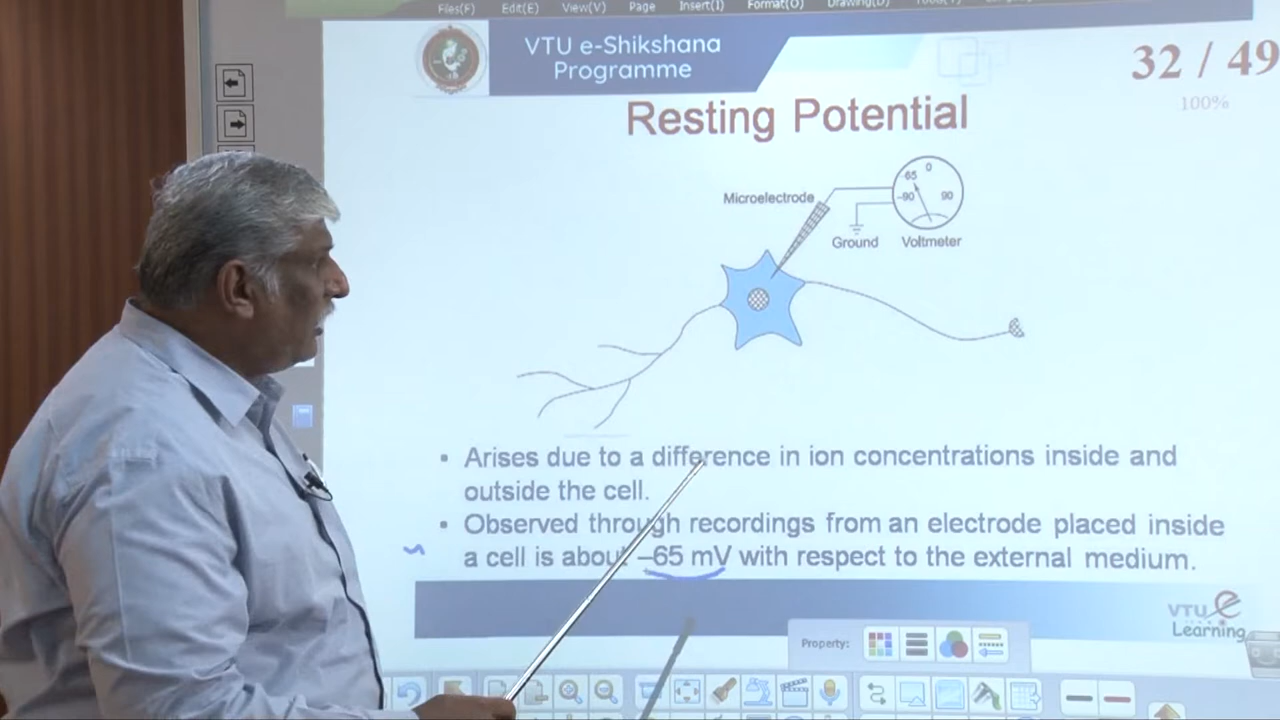 Files(F) Edit(E) View(V) Page Insert(I) Format(O) Drawing(D)
VTU e-Shikshana
Programme
32 / 49
100%
Resting Potential
Microelectrode
0
-65
-90 90
Ground Voltmeter
• Arises due to a difference in ion concentrations inside and
outside the cell.
• Observed through recordings from an electrode placed inside
a cell is about –65 mV with respect to the external medium.
VTU e
Learning
Property: